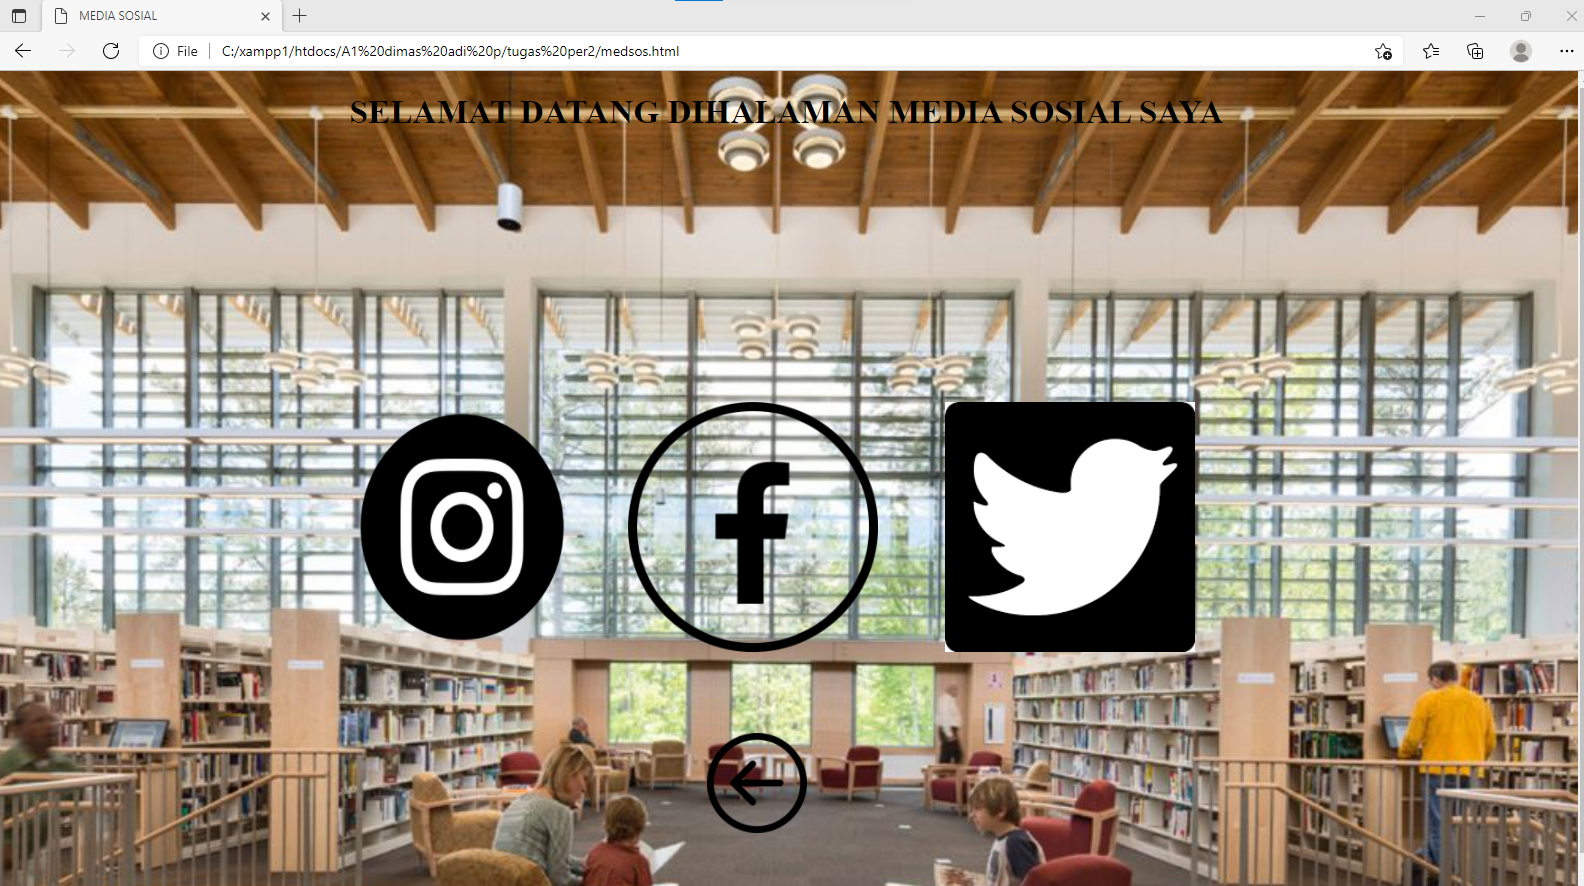 MEDIA SOSIAL
File
C:/xampp1/htdocs/A1%20dimas%20adi%20p/tugas%20per2/medsos.html
SELAMAT DATANG DIHALAMAN MEDIA SOSIAL SAYA